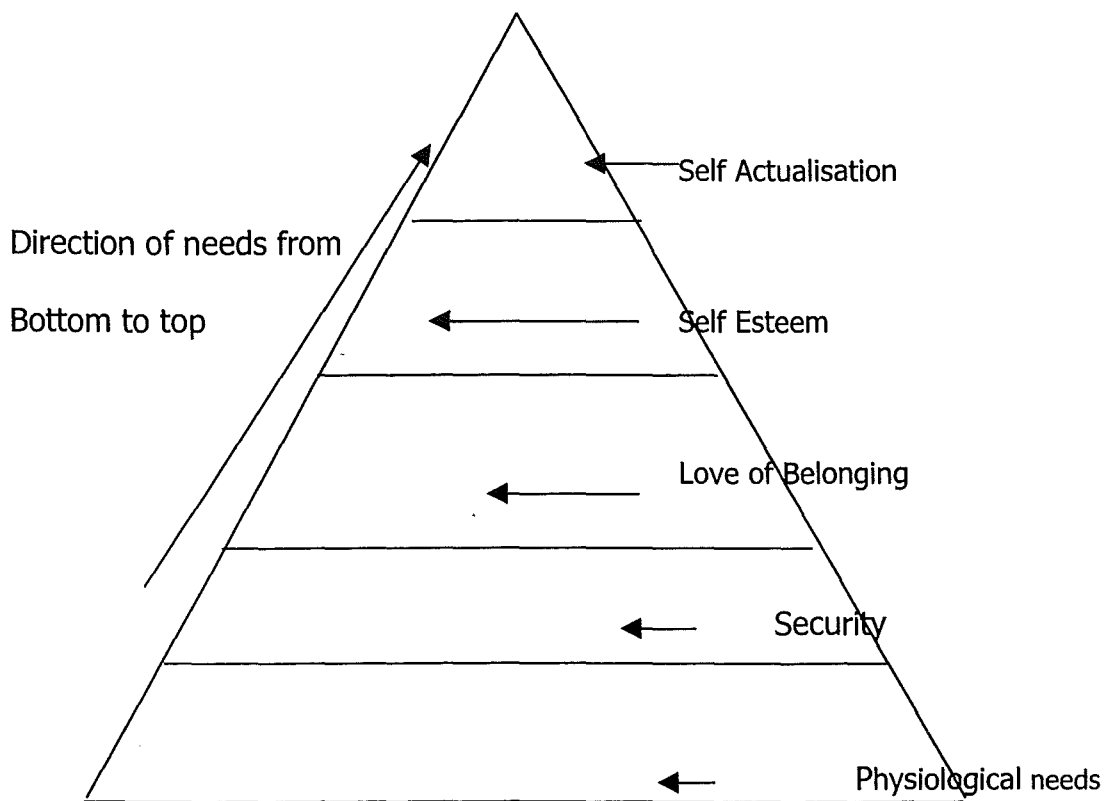 Self Actualisation
Direction of needs from
Bottom to top
Self Esteem
Love of Belonging
Security
Physiological needs